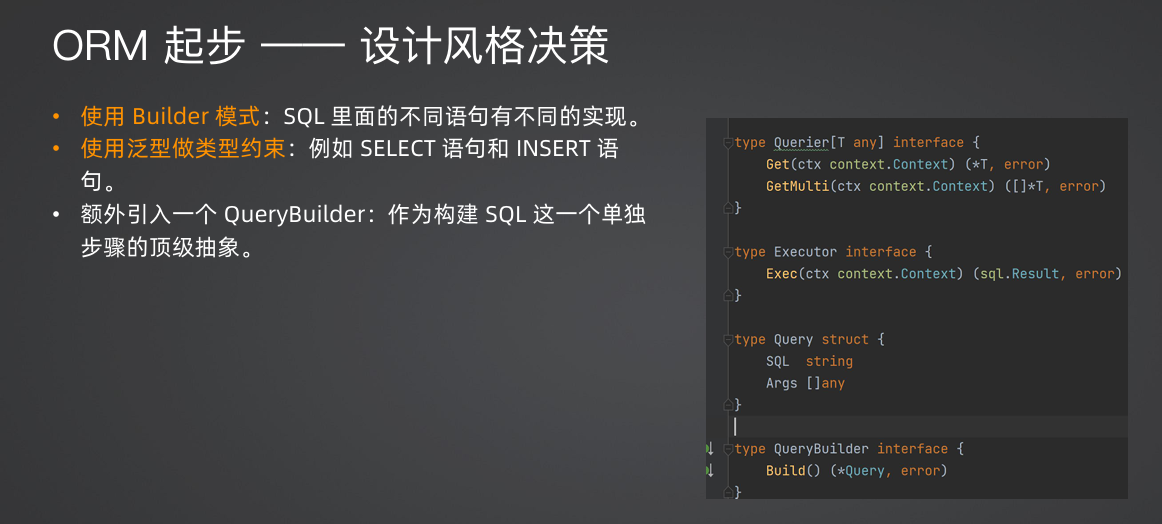 ORM 起步 —— 设计风格决策
• 使用 Builder 模式：SQL 里面的不同语句有不同的实现。
• 使用泛型做类型约束：例如 SELECT 语句和 INSERT 语
句。
• 额外引入一个 QueryBuilder：作为构建 SQL 这一个单独
步骤的顶级抽象。
type Querier[T any] interface {
    Get(ctx context.Context) (*T, error)
    GetMulti(ctx context.Context) ([]*T, error)
}
type Executor interface {
    Exec(ctx context.Context) (sql.Result, error)
}
type Query struct {
    SQL  string
    Args []any
}
type QueryBuilder interface {
    Build() (*Query, error)
}